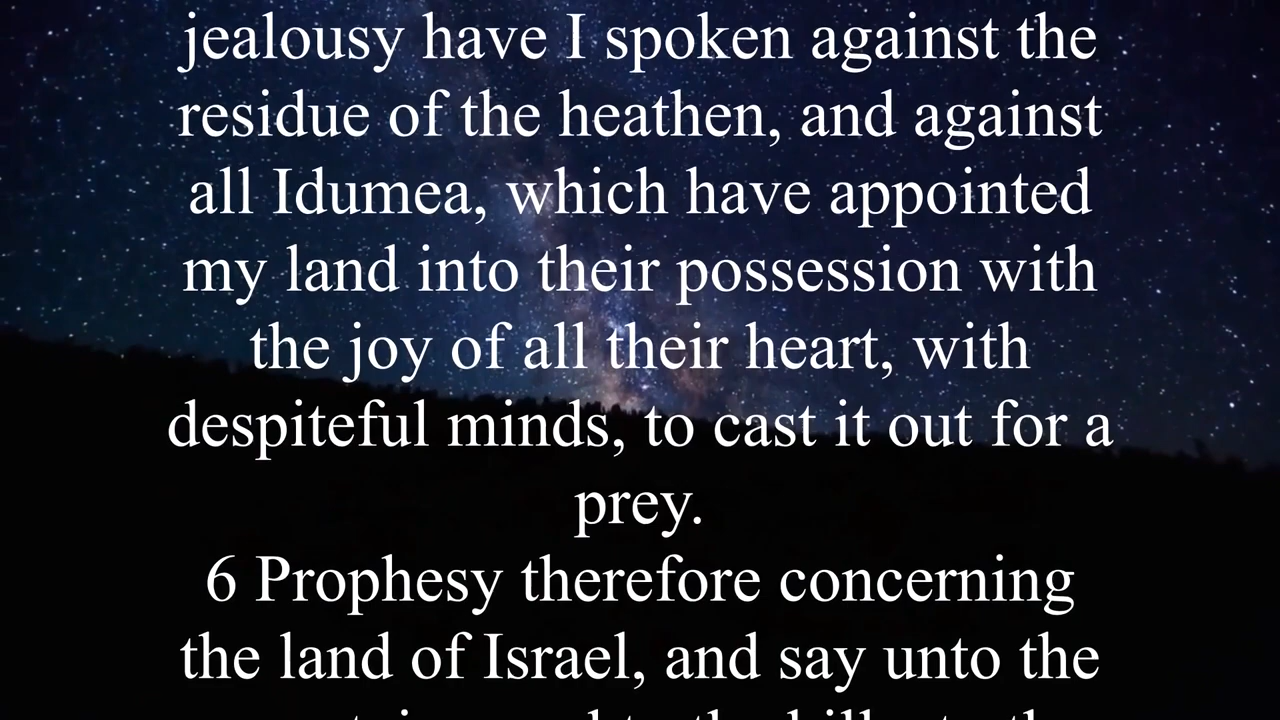 jealousy have I spoken against the
residue of the heathen, and against
all Idumea, which have appointed
my land into their possession with
the joy of all their heart, with
despiteful minds, to cast it out for a
prey.
6 Prophesy therefore concerning
the land of Israel, and say unto the